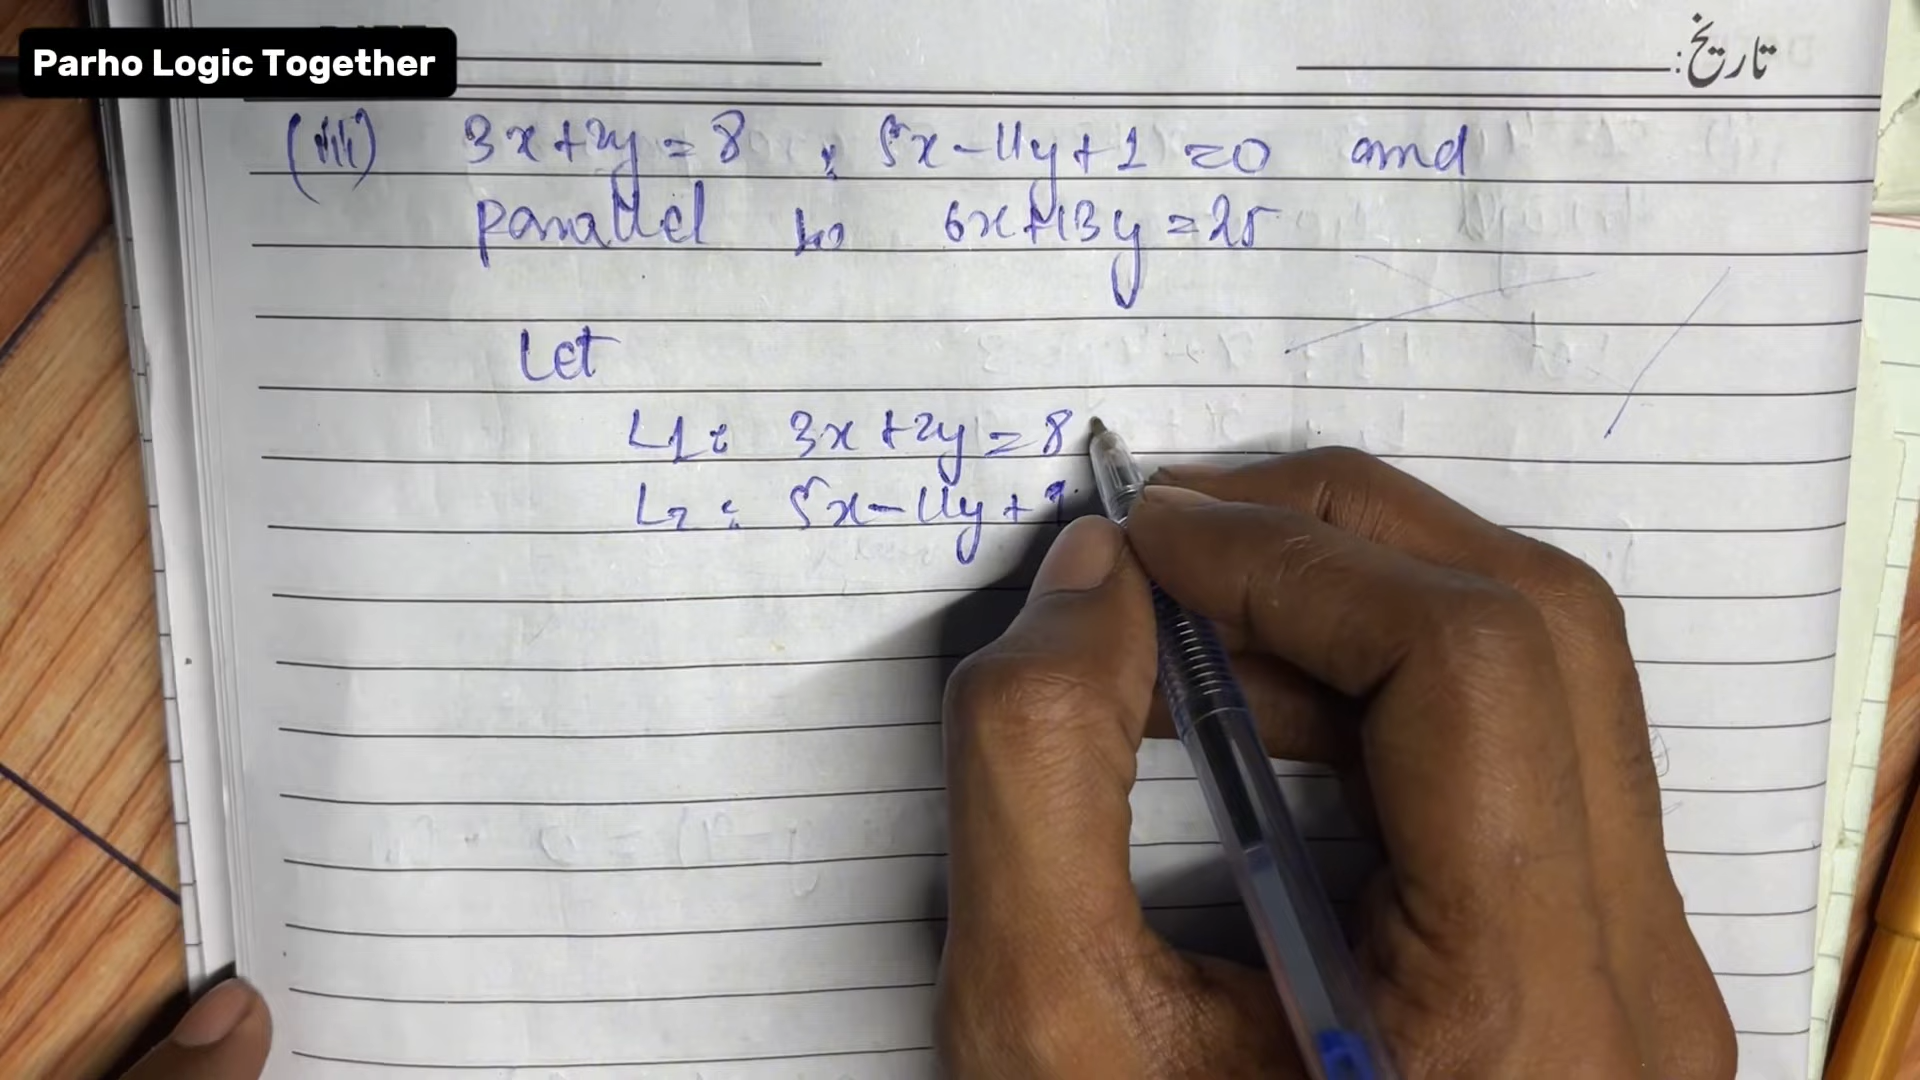 Parho Logic Together
تاریخ:
(iii) 3x+2y=8 ; 5x-11y+1=0 and
parallel to 6x+13y=25
Let
L1: 3x+2y=8
L2: 5x-11y+1